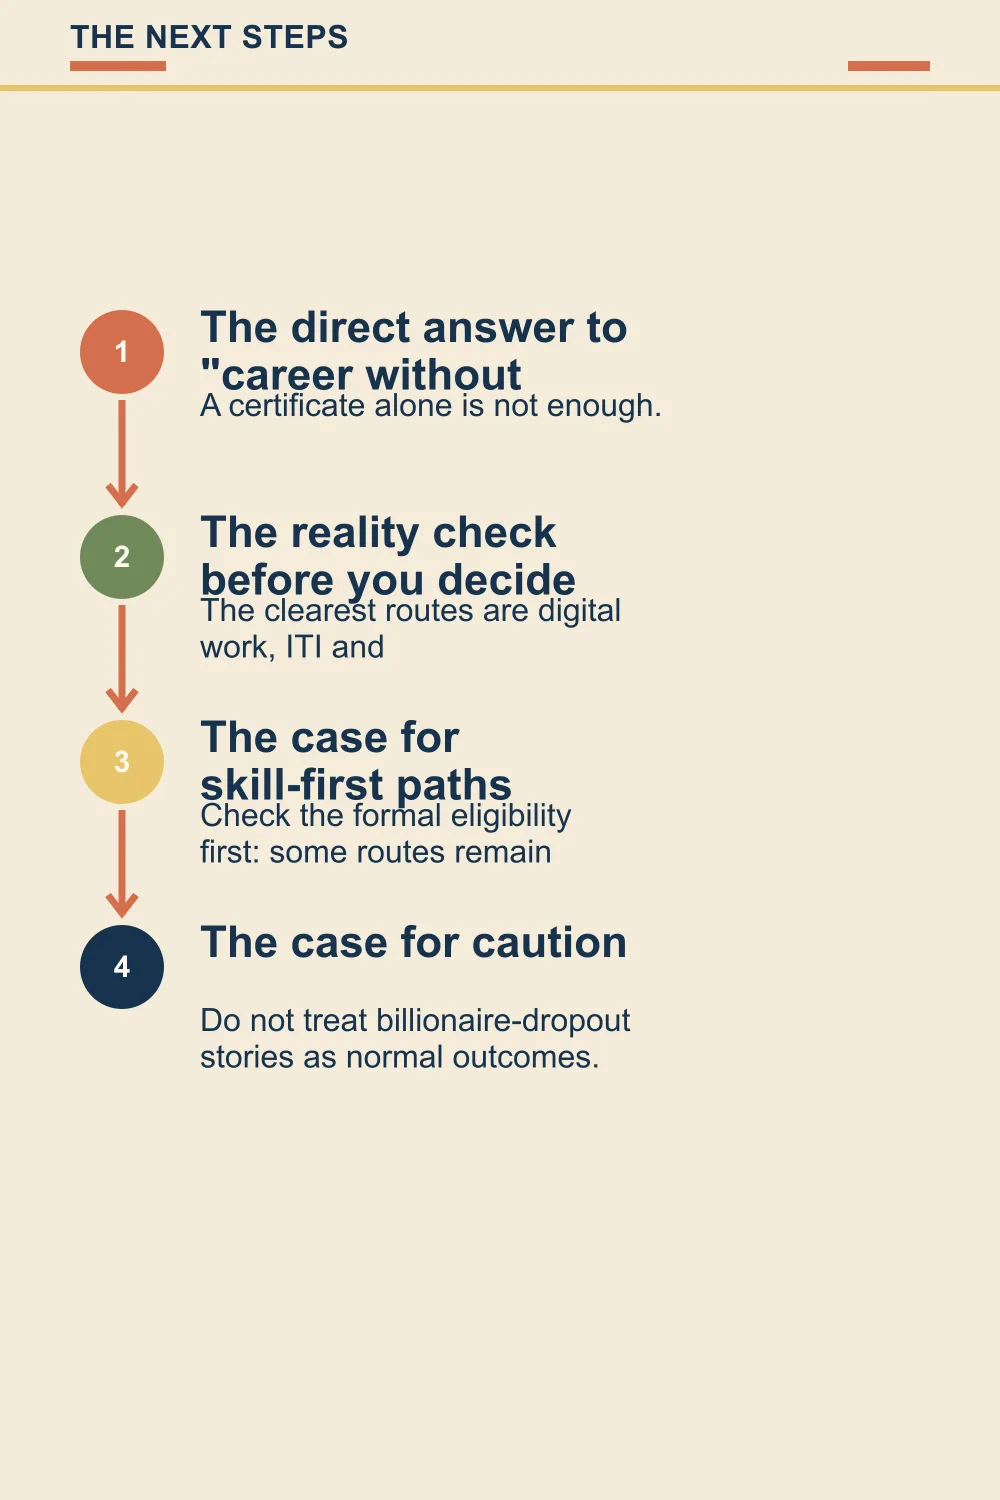 THE NEXT STEPS
1
The direct answer to
"career without
A certificate alone is not enough.
2
The reality check
before you decide
The clearest routes are digital
work, ITI and
3
The case for
skill-first paths
Check the formal eligibility
first: some routes remain
4
The case for caution
Do not treat billionaire-dropout
stories as normal outcomes.